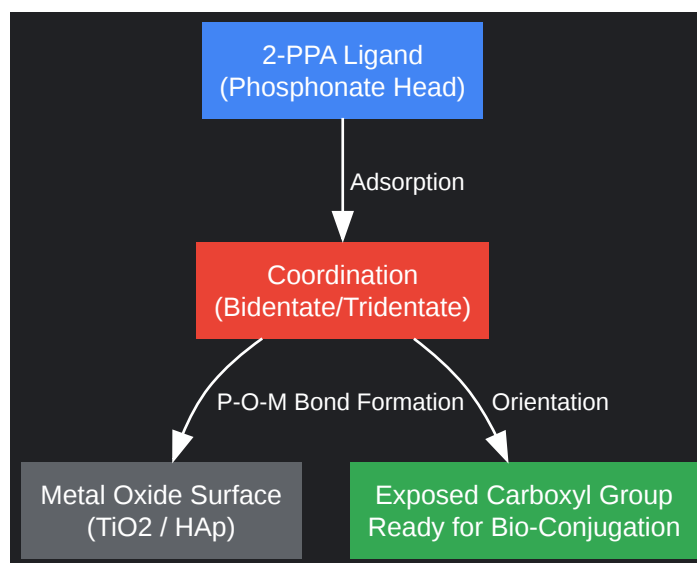 2-PPA Ligand
(Phosphonate Head)
Adsorption
Coordination
(Bidentate/Tridentate)
P-O-M Bond Formation
Orientation
Metal Oxide Surface
(TiO2 / HAp)
Exposed Carboxyl Group
Ready for Bio-Conjugation